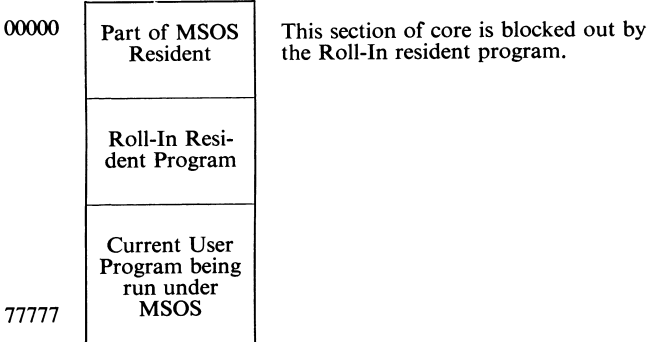 00000
Part of MSOS
Resident
This section of core is blocked out by
the Roll-In resident program.
Roll-In Resi-
dent Program
Current User
Program being
run under
MSOS
77777